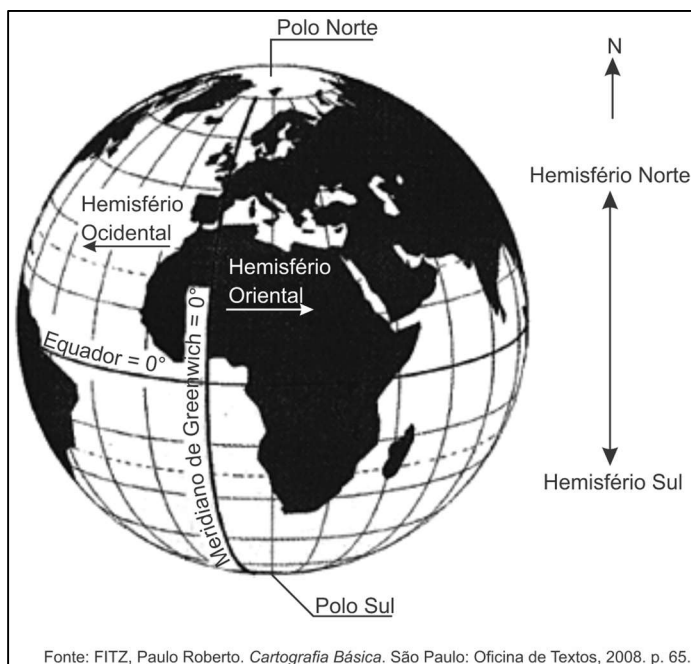 Polo Norte
N
Hemisfério Norte
Hemisfério
Ocidental
Hemisfério
Oriental
Equador = 0°
Meridiano de Greenwich = 0°
Hemisfério Sul
Polo Sul
Fonte: FITZ, Paulo Roberto. Cartografia Básica. São Paulo: Oficina de Textos, 2008. p. 65.